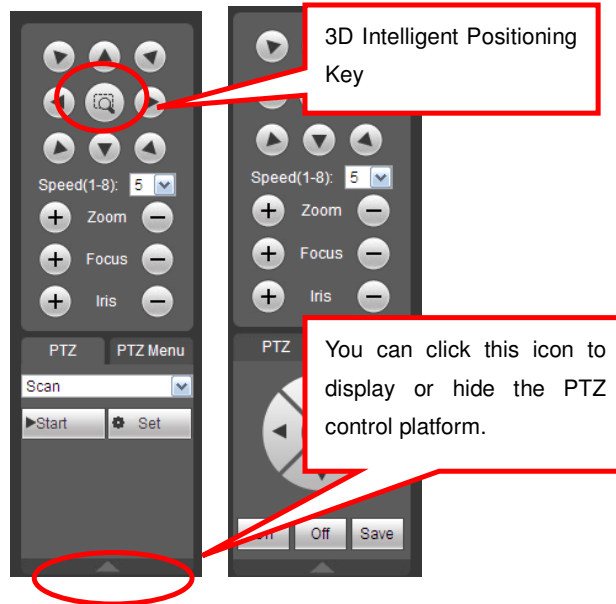 3D Intelligent Positioning
Key
Speed(1-8): 5
Zoom
Focus
Iris
PTZ PTZ Menu
Scan
Start Set
Speed(1-8): 5
Zoom
Focus
Iris
PTZ
You can click this icon to
display or hide the PTZ
control platform.
Off Save